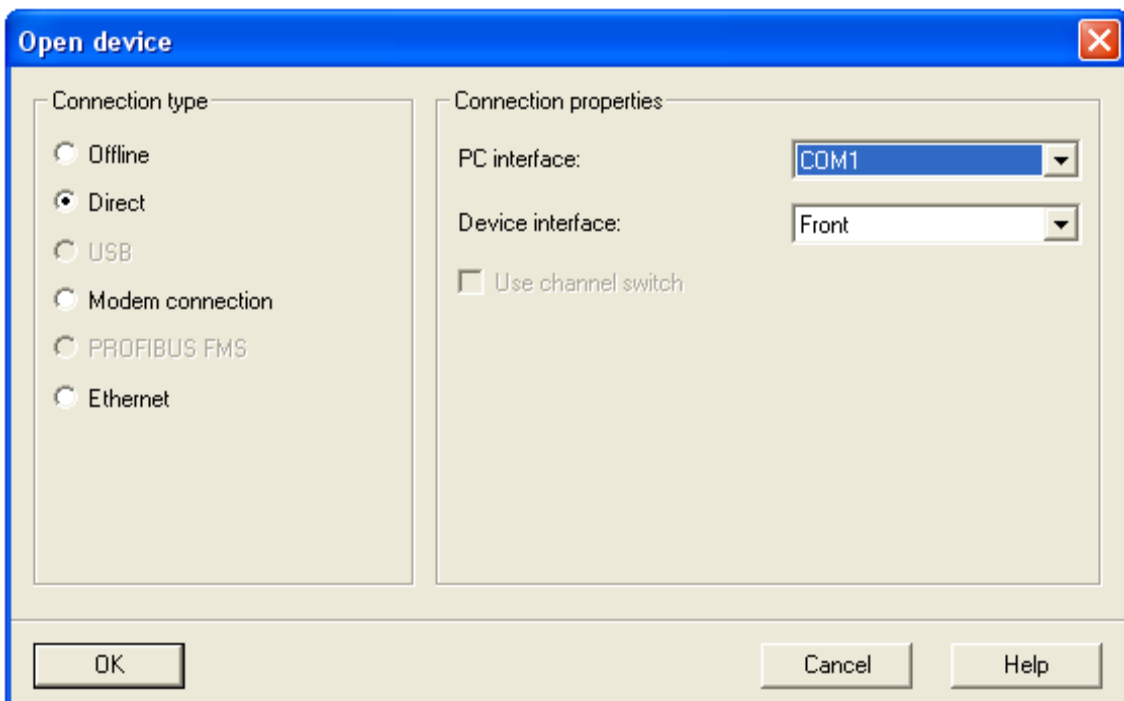 Open device
Connection type
Offline
Direct
USB
Modem connection
PROFIBUS FMS
Ethernet
Connection properties
PC interface: COM1
Device interface: Front
Use channel switch
OK Cancel Help